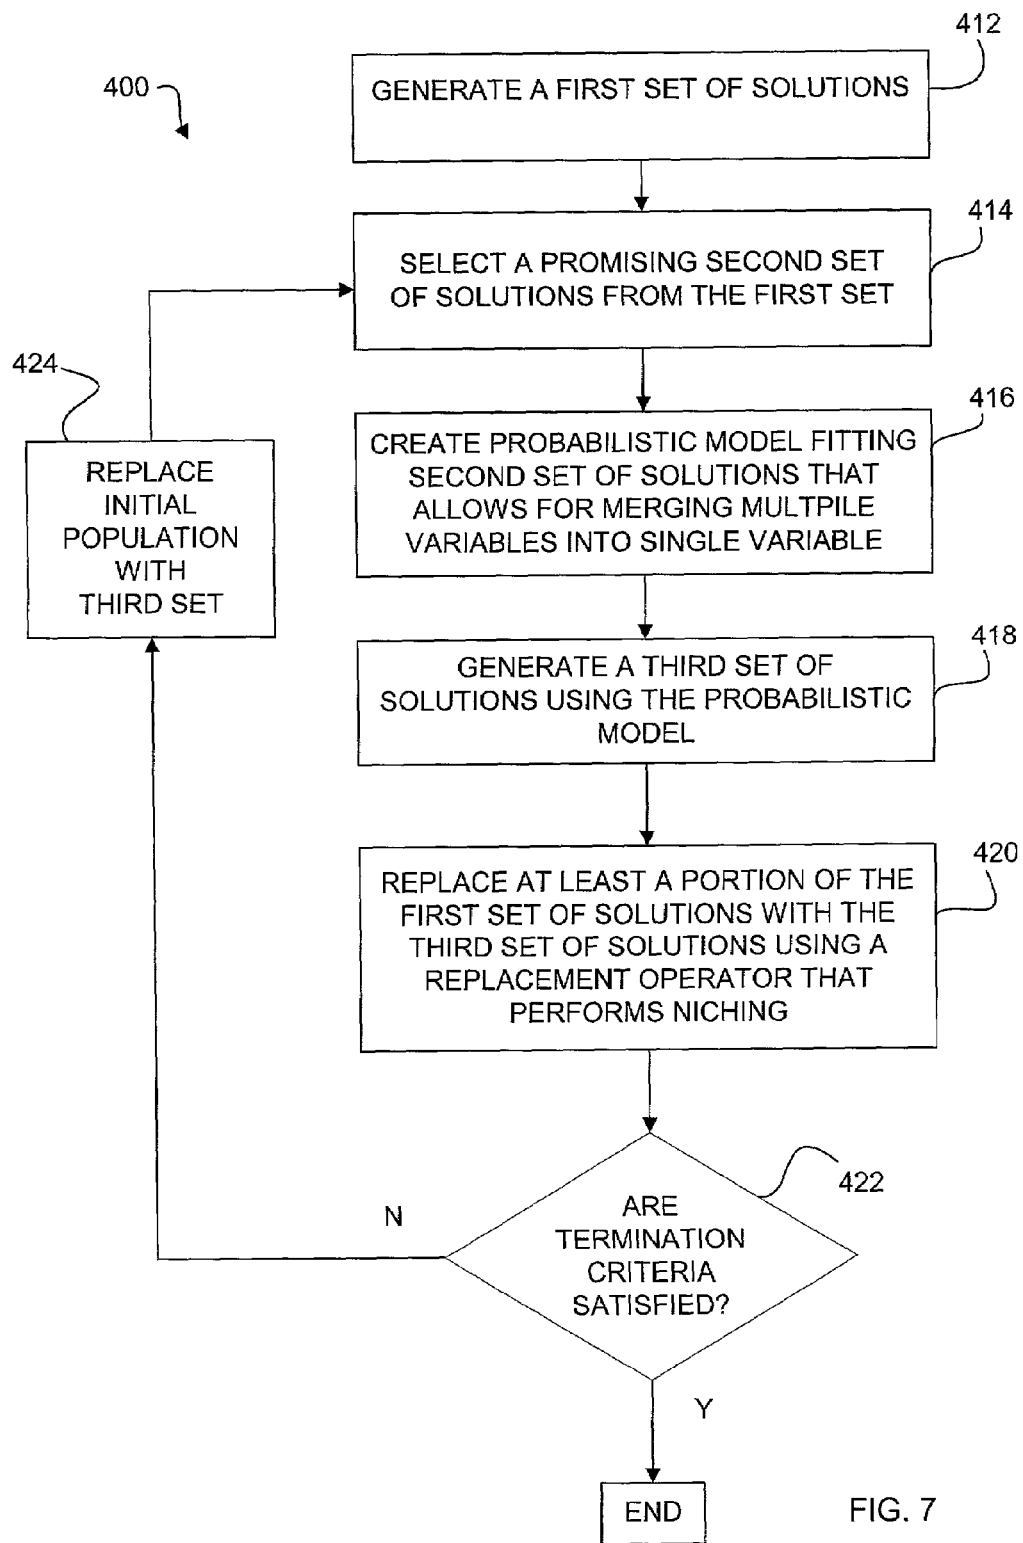 412
400
GENERATE A FIRST SET OF SOLUTIONS
414
SELECT A PROMISING SECOND SET
OF SOLUTIONS FROM THE FIRST SET
424
416
REPLACE
INITIAL
POPULATION
WITH
THIRD SET
CREATE PROBABILISTIC MODEL FITTING
SECOND SET OF SOLUTIONS THAT
ALLOWS FOR MERGING MULTPILE
VARIABLES INTO SINGLE VARIABLE
418
GENERATE A THIRD SET OF
SOLUTIONS USING THE PROBABILISTIC
MODEL
420
REPLACE AT LEAST A PORTION OF THE
FIRST SET OF SOLUTIONS WITH THE
THIRD SET OF SOLUTIONS USING A
REPLACEMENT OPERATOR THAT
PERFORMS NICHING
422
N
ARE
TERMINATION
CRITERIA
SATISFIED?
Y
END
FIG. 7